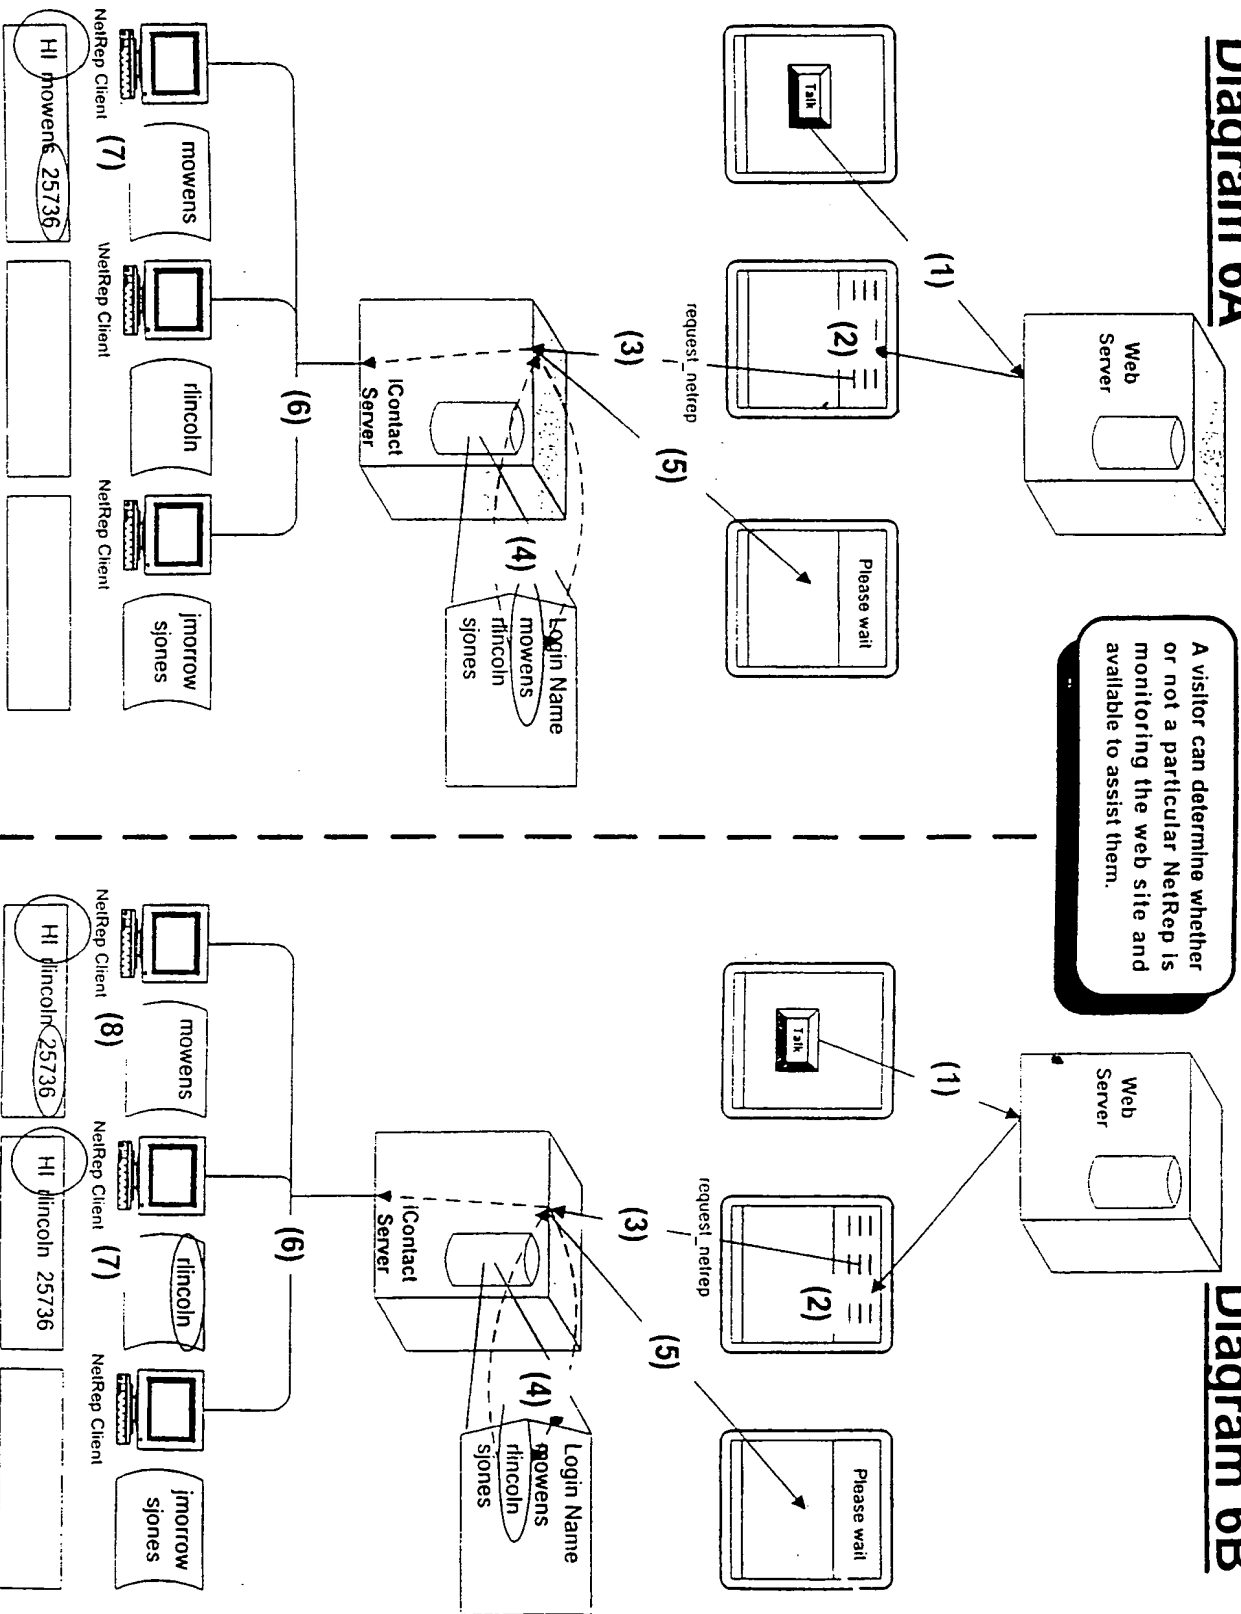 Diagram 6A
A visitor can determine whether
or not a particular NetRep is
monitoring the web site and
available to assist them.
Web
Server
Talk
(1)
(2)
request_netrep
(3)
Please wait
(5)
IContact
Server
(4)
Login Name
mowens
rlincoln
sjones
(6)
NetRep Client
mowens
(7)
NetRep Client
rlincoln
NetRep Client
jmorrow
sjones
HI mowens 25736
Diagram 6B
Web
Server
Talk
(1)
(2)
request_netrep
(3)
Please wait
(5)
iContact
Server
(4)
Login Name
mowens
rlincoln
sjones
(6)
NetRep Client
mowens
(8)
NetRep Client
rlincoln
(7)
NetRep Client
jmorrow
sjones
HI rlincoln 25736
HI rlincoln 25736